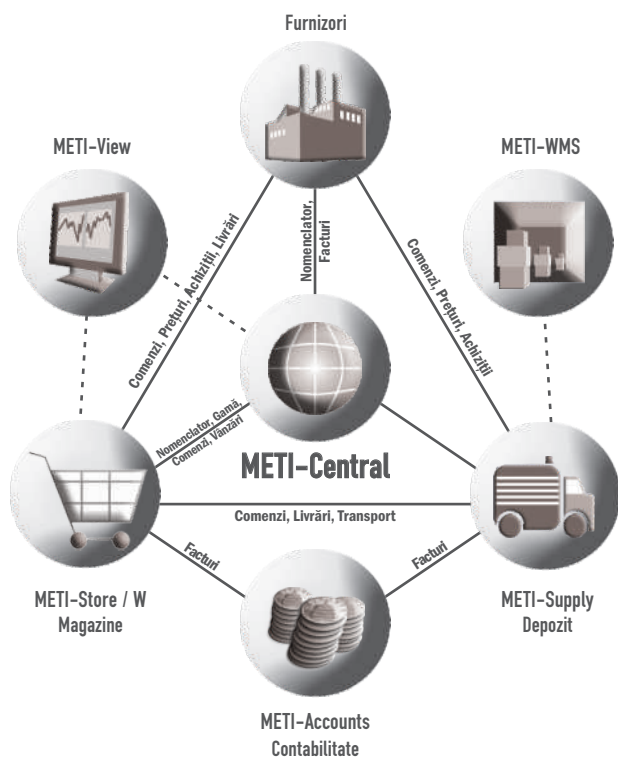 Furnizori
METI-View
METI-WMS
Comenzi, Prețuri, Achiziții, Livrări
Nomenclator,
Facturi
Comenzi, Prețuri, Achiziții
Nomenclator, Gamă,
Comenzi, Vânzări
METI-Central
Comenzi, Livrări, Transport
Facturi
Facturi
METI-Store / W
Magazine
METI-Supply
Depozit
METI-Accounts
Contabilitate